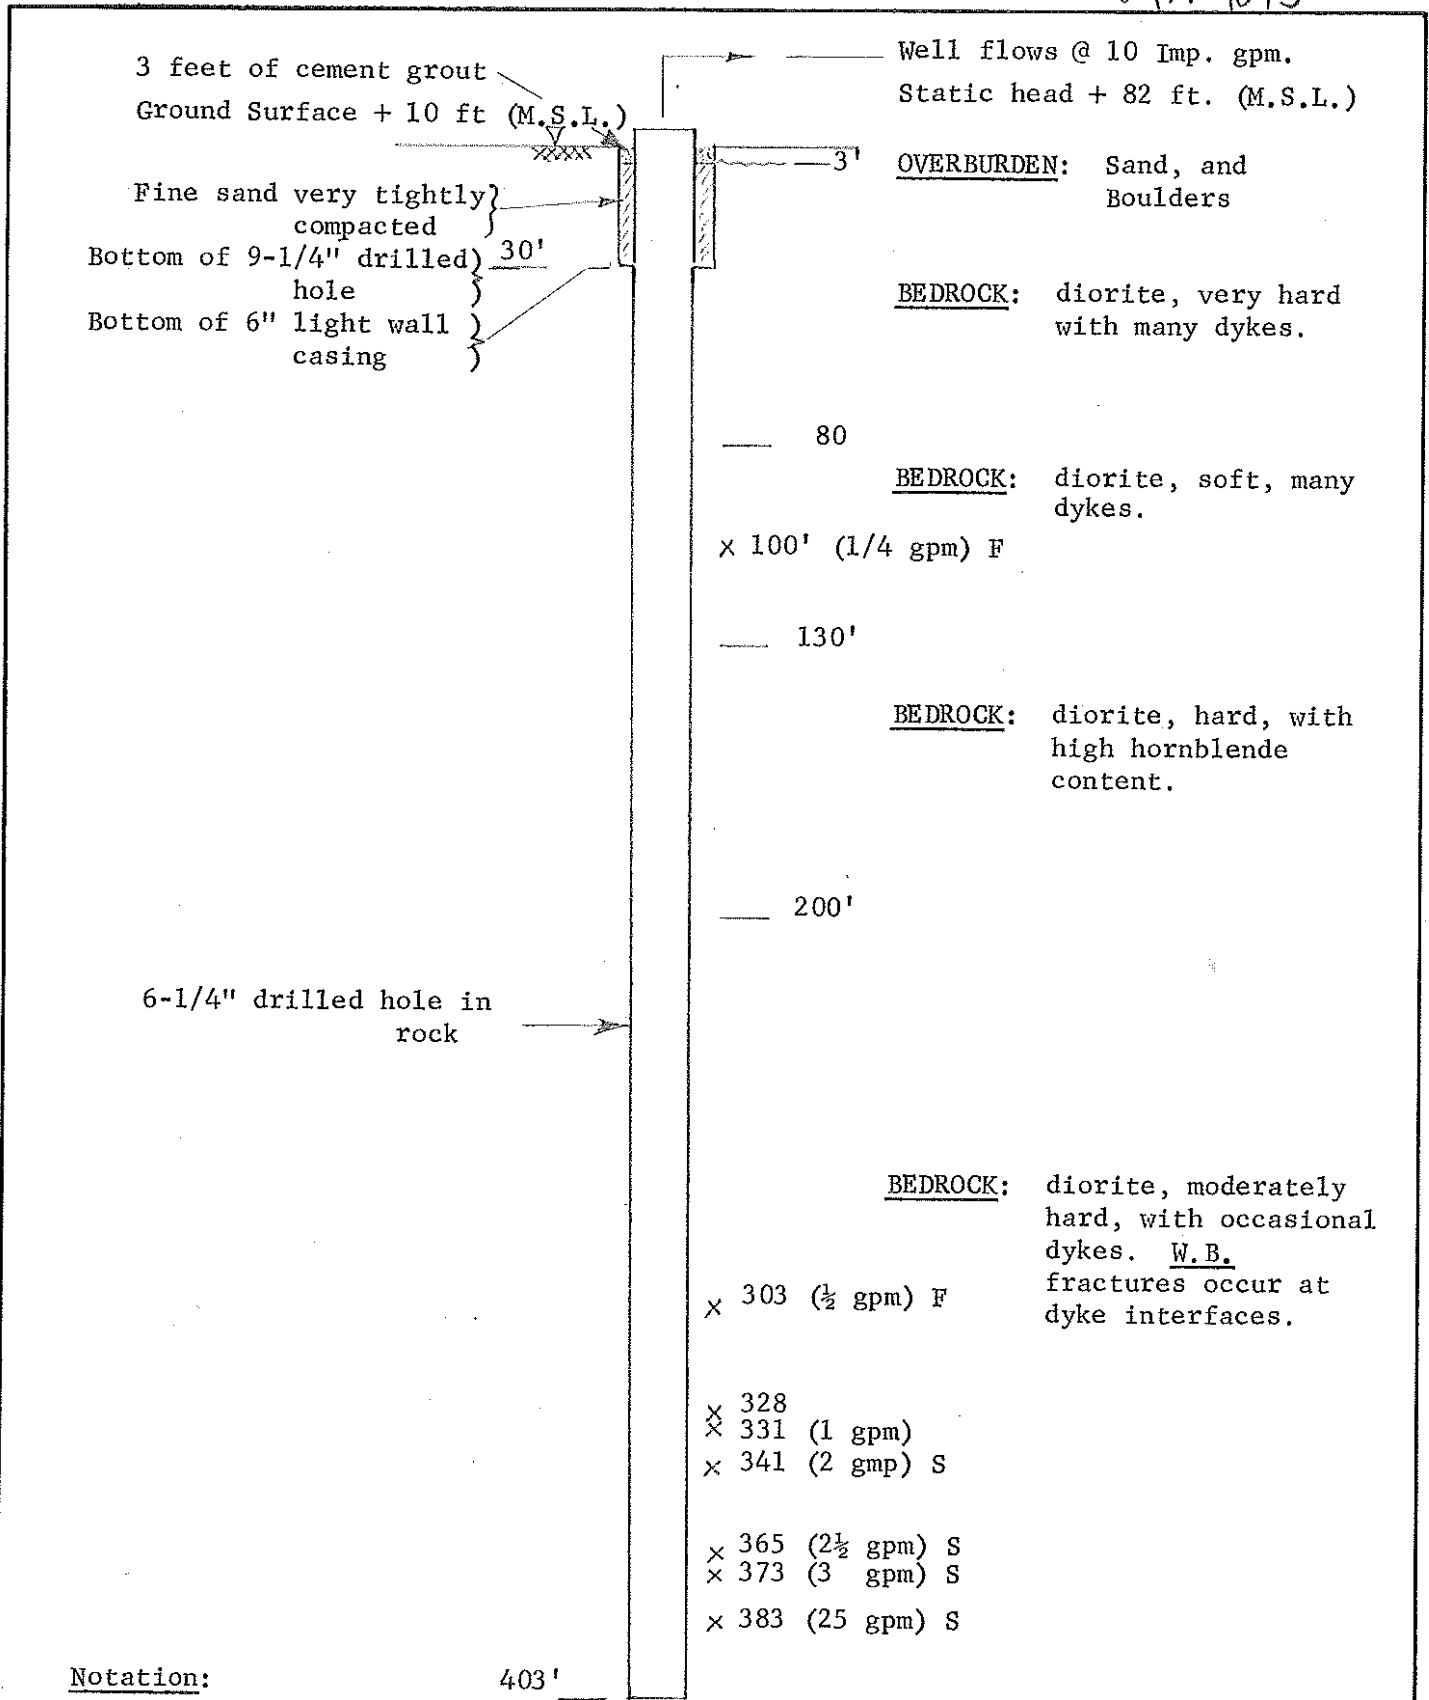 Well flows @ 10 Imp. gpm.
Static head + 82 ft. (M.S.L.)
3 feet of cement grout
Ground Surface + 10 ft (M.S.L.)
3'
OVERBURDEN: Sand, and
Boulders
Fine sand very tightly
compacted
Bottom of 9-1/4" drilled 30'
hole
Bottom of 6" light wall
casing
BEDROCK: diorite, very hard
with many dykes.
80
BEDROCK: diorite, soft, many
dykes.
x 100' (1/4 gpm) F
130'
BEDROCK: diorite, hard, with
high hornblende
content.
200'
6-1/4" drilled hole in
rock
BEDROCK: diorite, moderately
hard, with occasional
dykes. W.B.
fractures occur at
dyke interfaces.
x 303 (½ gpm) F
x 328
x 331 (1 gpm)
x 341 (2 gmp) S
x 365 (2½ gpm) S
x 373 (3 gpm) S
x 383 (25 gpm) S
Notation:
403'